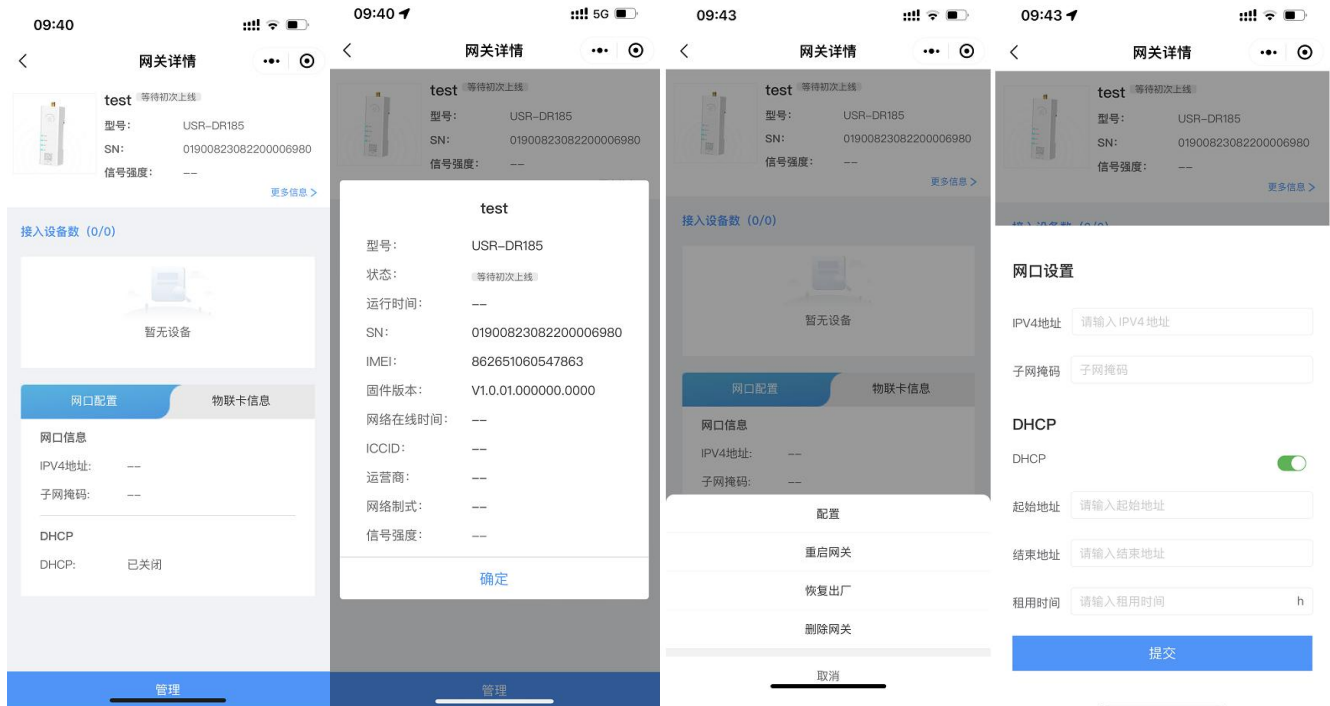 09:40
网关详情
test 等待初次上线
型号: USR-DR185
SN: 01900823082200006980
信号强度: --
更多信息 >
接入设备数 (0/0)
暂无设备
网口配置 物联卡信息
网口信息
IPV4地址: --
子网掩码: --
DHCP
DHCP: 已关闭
管理
09:40 5G
网关详情
test 等待初次上线
型号: USR-DR185
SN: 01900823082200006980
信号强度: --
test
型号: USR-DR185
状态: 等待初次上线
运行时间: --
SN: 01900823082200006980
IMEI: 862651060547863
固件版本: V1.0.01.000000.0000
网络在线时间: --
ICCID: --
运营商: --
网络制式: --
信号强度: --
确定
管理
09:43
网关详情
test 等待初次上线
型号: USR-DR185
SN: 01900823082200006980
信号强度: --
更多信息 >
接入设备数 (0/0)
暂无设备
网口配置 物联卡信息
网口信息
IPV4地址: --
子网掩码: --
配置
重启网关
恢复出厂
删除网关
取消
09:43
网关详情
test 等待初次上线
型号: USR-DR185
SN: 01900823082200006980
信号强度: --
更多信息 >
网口设置
IPV4地址 请输入IPV4地址
子网掩码 子网掩码
DHCP
DHCP
起始地址 请输入起始地址
结束地址 请输入结束地址
租用时间 请输入租用时间 h
提交